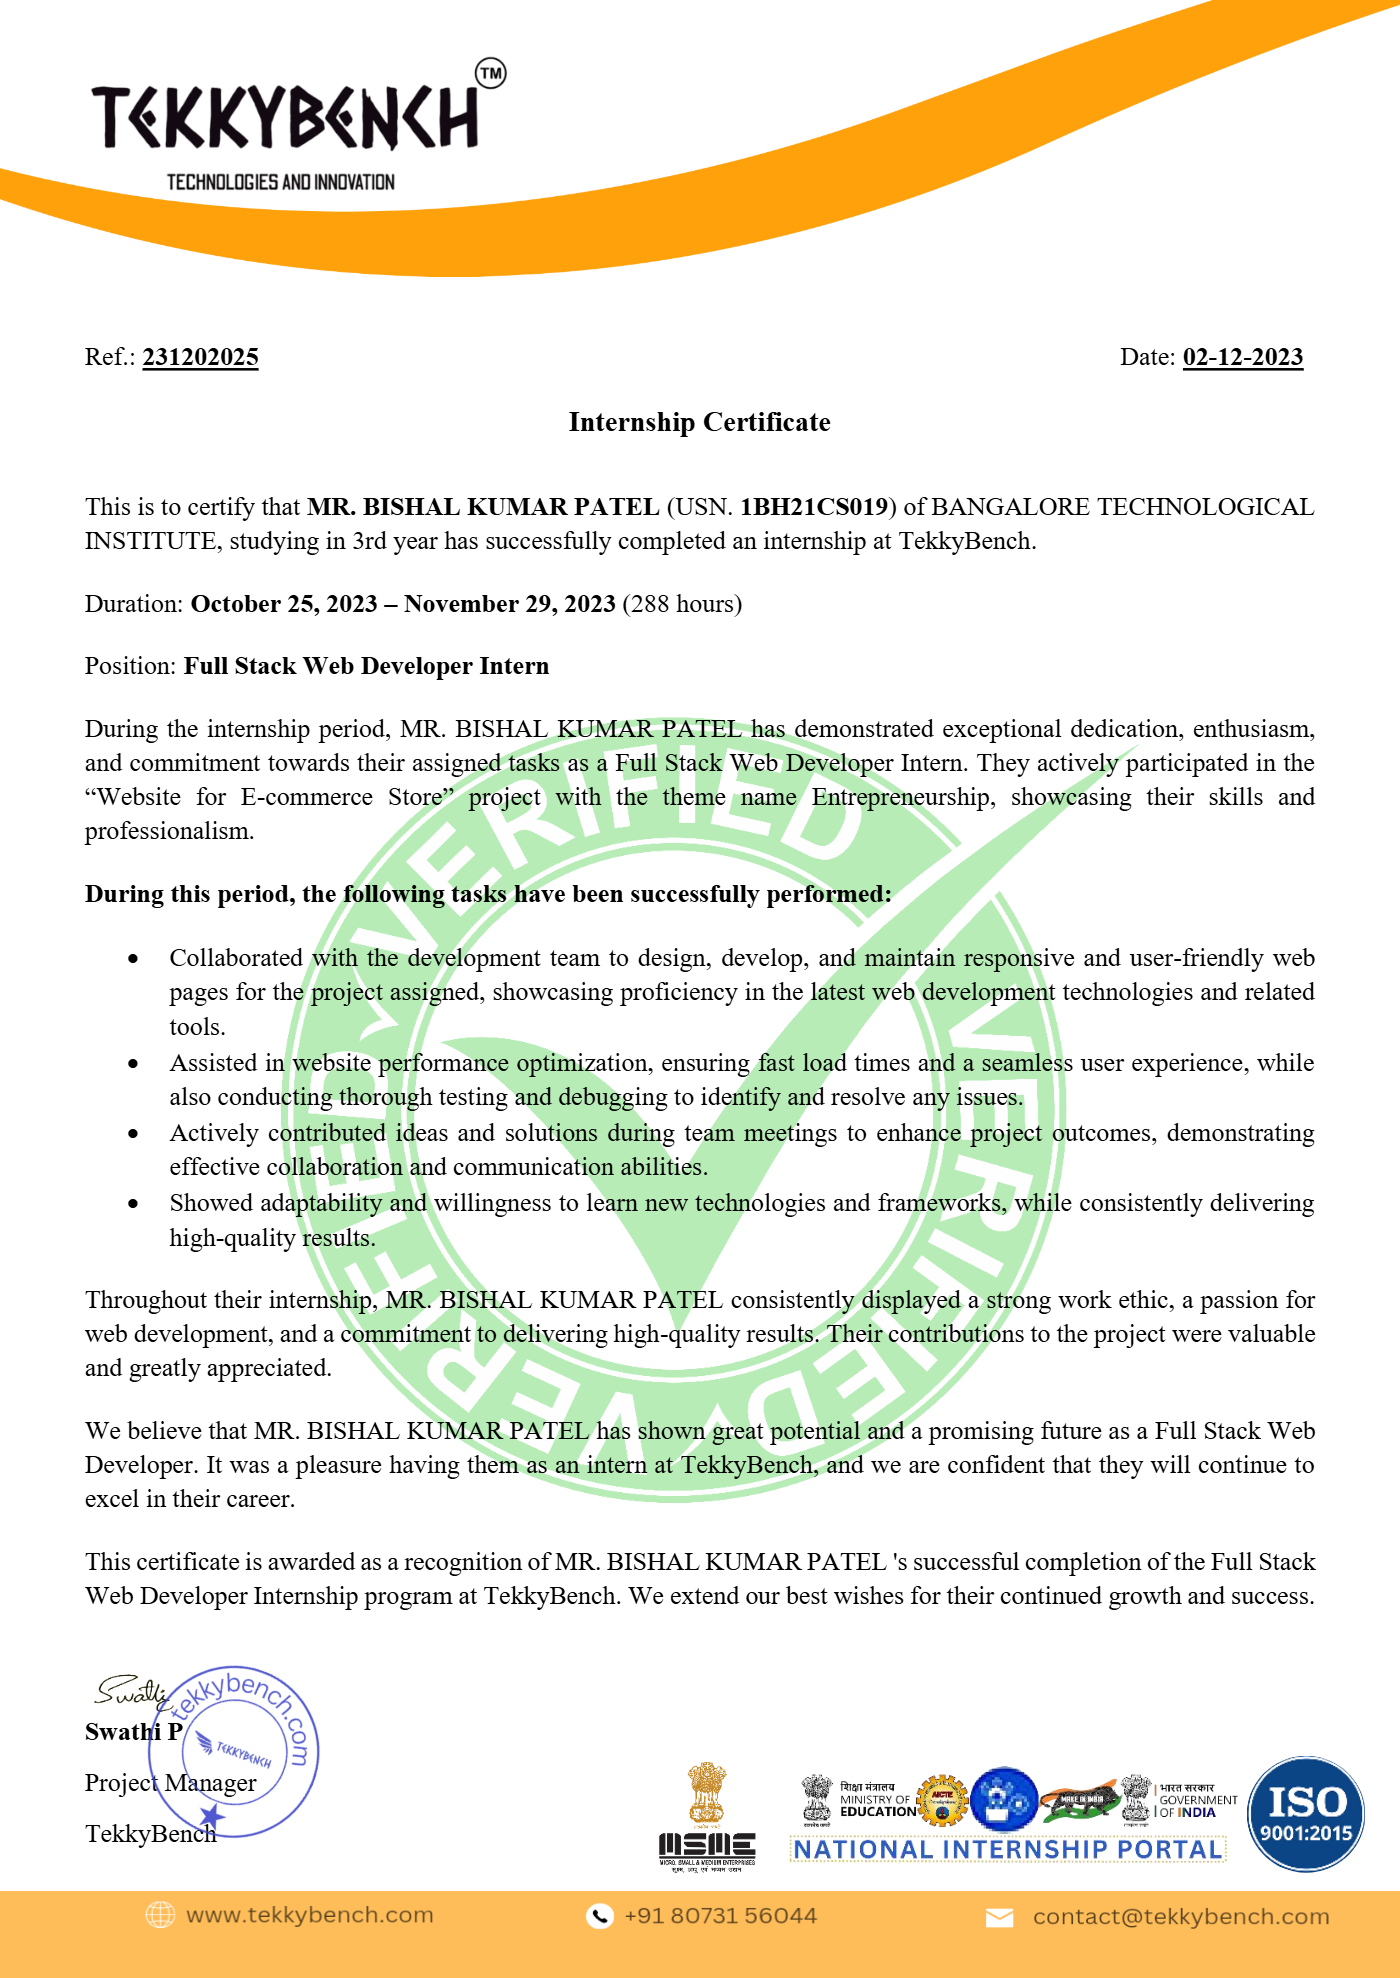 TEKKYBENCH TM
TECHNOLOGIES AND INNOVATION
Ref.: 231202025
Date: 02-12-2023
Internship Certificate
This is to certify that MR. BISHAL KUMAR PATEL (USN. 1BH21CS019) of BANGALORE TECHNOLOGICAL
INSTITUTE, studying in 3rd year has successfully completed an internship at TekkyBench.
Duration: October 25, 2023 – November 29, 2023 (288 hours)
Position: Full Stack Web Developer Intern
During the internship period, MR. BISHAL KUMAR PATEL has demonstrated exceptional dedication, enthusiasm,
and commitment towards their assigned tasks as a Full Stack Web Developer Intern. They actively participated in the
“Website for E-commerce Store” project with the theme name Entrepreneurship, showcasing their skills and
professionalism.
During this period, the following tasks have been successfully performed:
• Collaborated with the development team to design, develop, and maintain responsive and user-friendly web
pages for the project assigned, showcasing proficiency in the latest web development technologies and related
tools.
• Assisted in website performance optimization, ensuring fast load times and a seamless user experience, while
also conducting thorough testing and debugging to identify and resolve any issues.
• Actively contributed ideas and solutions during team meetings to enhance project outcomes, demonstrating
effective collaboration and communication abilities.
• Showed adaptability and willingness to learn new technologies and frameworks, while consistently delivering
high-quality results.
Throughout their internship, MR. BISHAL KUMAR PATEL consistently displayed a strong work ethic, a passion for
web development, and a commitment to delivering high-quality results. Their contributions to the project were valuable
and greatly appreciated.
We believe that MR. BISHAL KUMAR PATEL has shown great potential and a promising future as a Full Stack Web
Developer. It was a pleasure having them as an intern at TekkyBench, and we are confident that they will continue to
excel in their career.
This certificate is awarded as a recognition of MR. BISHAL KUMAR PATEL 's successful completion of the Full Stack
Web Developer Internship program at TekkyBench. We extend our best wishes for their continued growth and success.
VERIFIED
VERIFIED
VERIFIED
Swathi
Swathi P
Project Manager
TekkyBench
tekkybench.com
TEKKYBENCH
MSME
MICRO, SMALL & MEDIUM ENTERPRISES
सूक्ष्म, लघु एवं मध्यम उद्यम
शिक्षा मंत्रालय
MINISTRY OF
EDUCATION
AICTE
MAKE IN INDIA
भारत सरकार
GOVERNMENT
OF INDIA
NATIONAL INTERNSHIP PORTAL
ISO
9001:2015
www.tekkybench.com
+91 80731 56044
contact@tekkybench.com